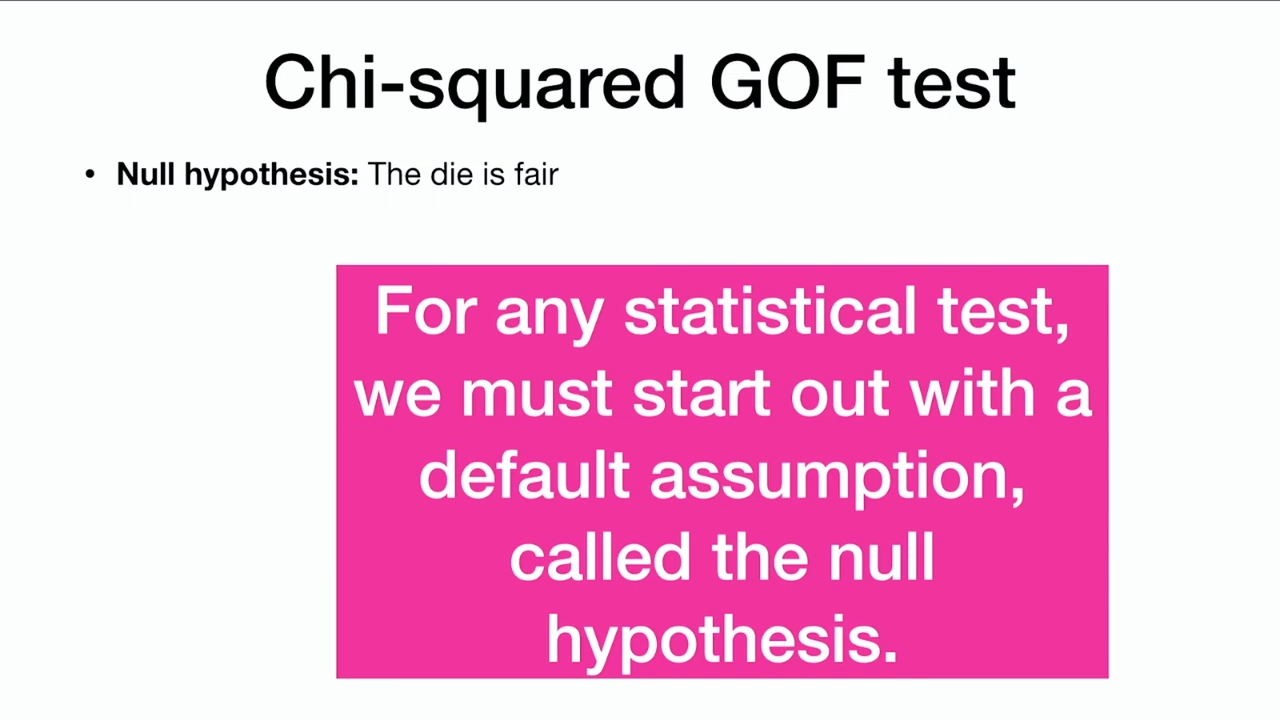 Chi-squared GOF test
• Null hypothesis: The die is fair
For any statistical test,
we must start out with a
default assumption,
called the null
hypothesis.